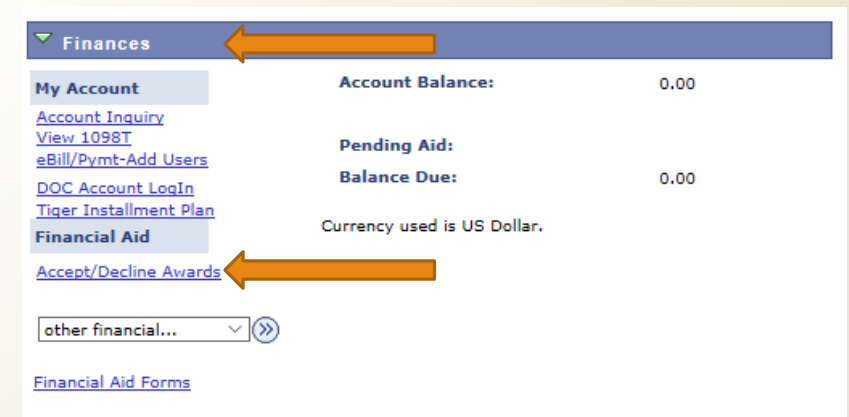 Finances
My Account
Account Balance: 0.00
Account Inquiry
View 1098T
Pending Aid:
eBill/Pymt-Add Users
Balance Due: 0.00
DOC Account LogIn
Tiger Installment Plan
Currency used is US Dollar.
Financial Aid
Accept/Decline Awards
other financial...
Financial Aid Forms